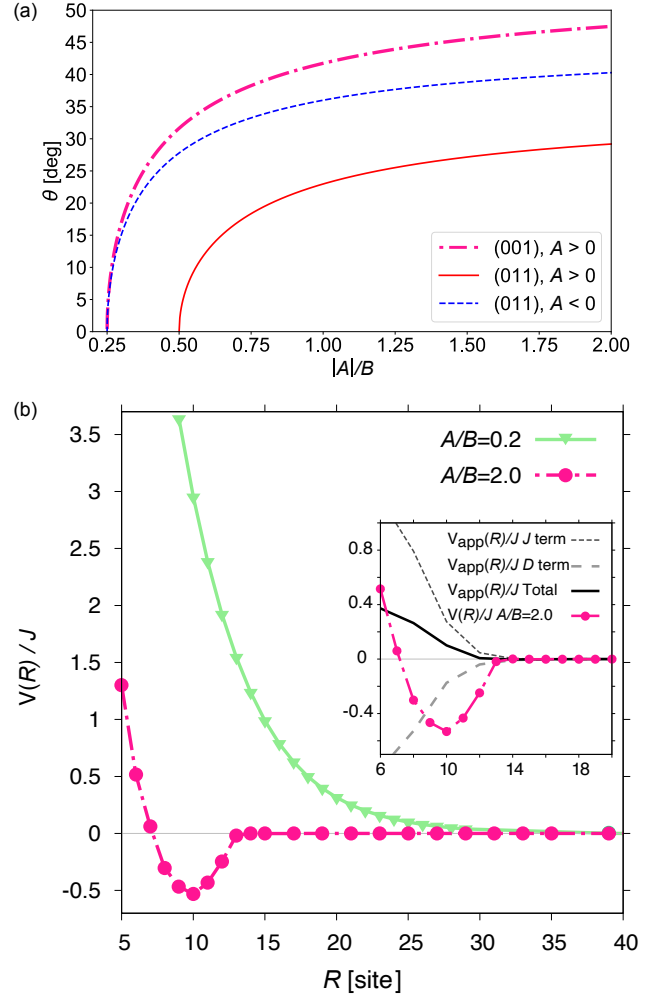 (a)
50
45
40
35
30
25
20
15
10
5
0
θ [deg]
(001), A > 0
(011), A > 0
(011), A < 0
0.25 0.50 0.75 1.00 1.25 1.50 1.75 2.00
|A|/B
(b)
3.5
3
2.5
2
1.5
1
0.5
0
-0.5
V(R) / J
A/B=0.2
A/B=2.0
0.8
0.4
0
-0.4
Vapp(R)/J J term
Vapp(R)/J D term
Vapp(R)/J Total
V(R)/J A/B=2.0
6 10 14 18
5 10 15 20 25 30 35 40
R [site]